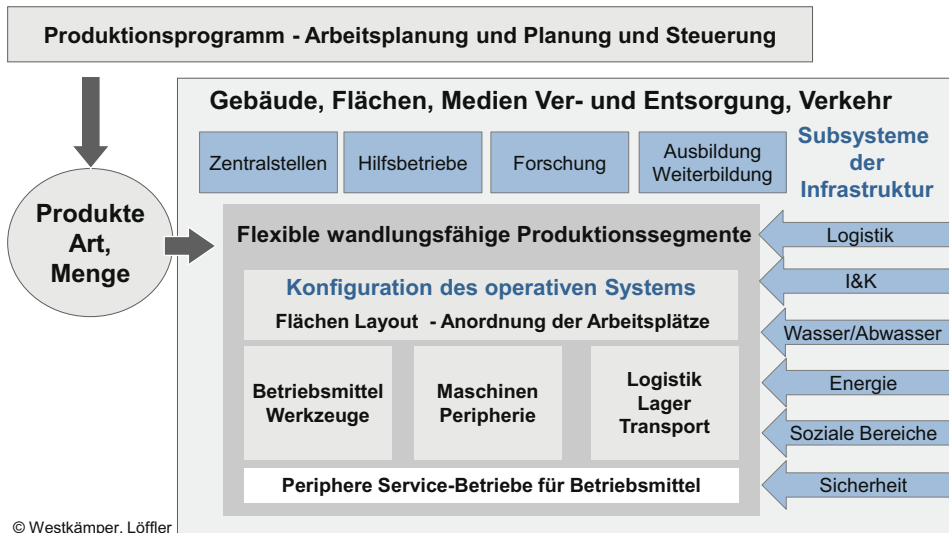 Produktionsprogramm - Arbeitsplanung und Planung und Steuerung
Gebäude, Flächen, Medien Ver- und Entsorgung, Verkehr
Zentralstellen
Hilfsbetriebe
Forschung
Ausbildung
Weiterbildung
Subsysteme
der
Infrastruktur
Produkte
Art,
Menge
Flexible wandlungsfähige Produktionssegmente
Konfiguration des operativen Systems
Flächen Layout - Anordnung der Arbeitsplätze
Betriebsmittel
Werkzeuge
Maschinen
Peripherie
Logistik
Lager
Transport
Periphere Service-Betriebe für Betriebsmittel
Logistik
I&K
Wasser/Abwasser
Energie
Soziale Bereiche
Sicherheit
© Westkämper, Löffler